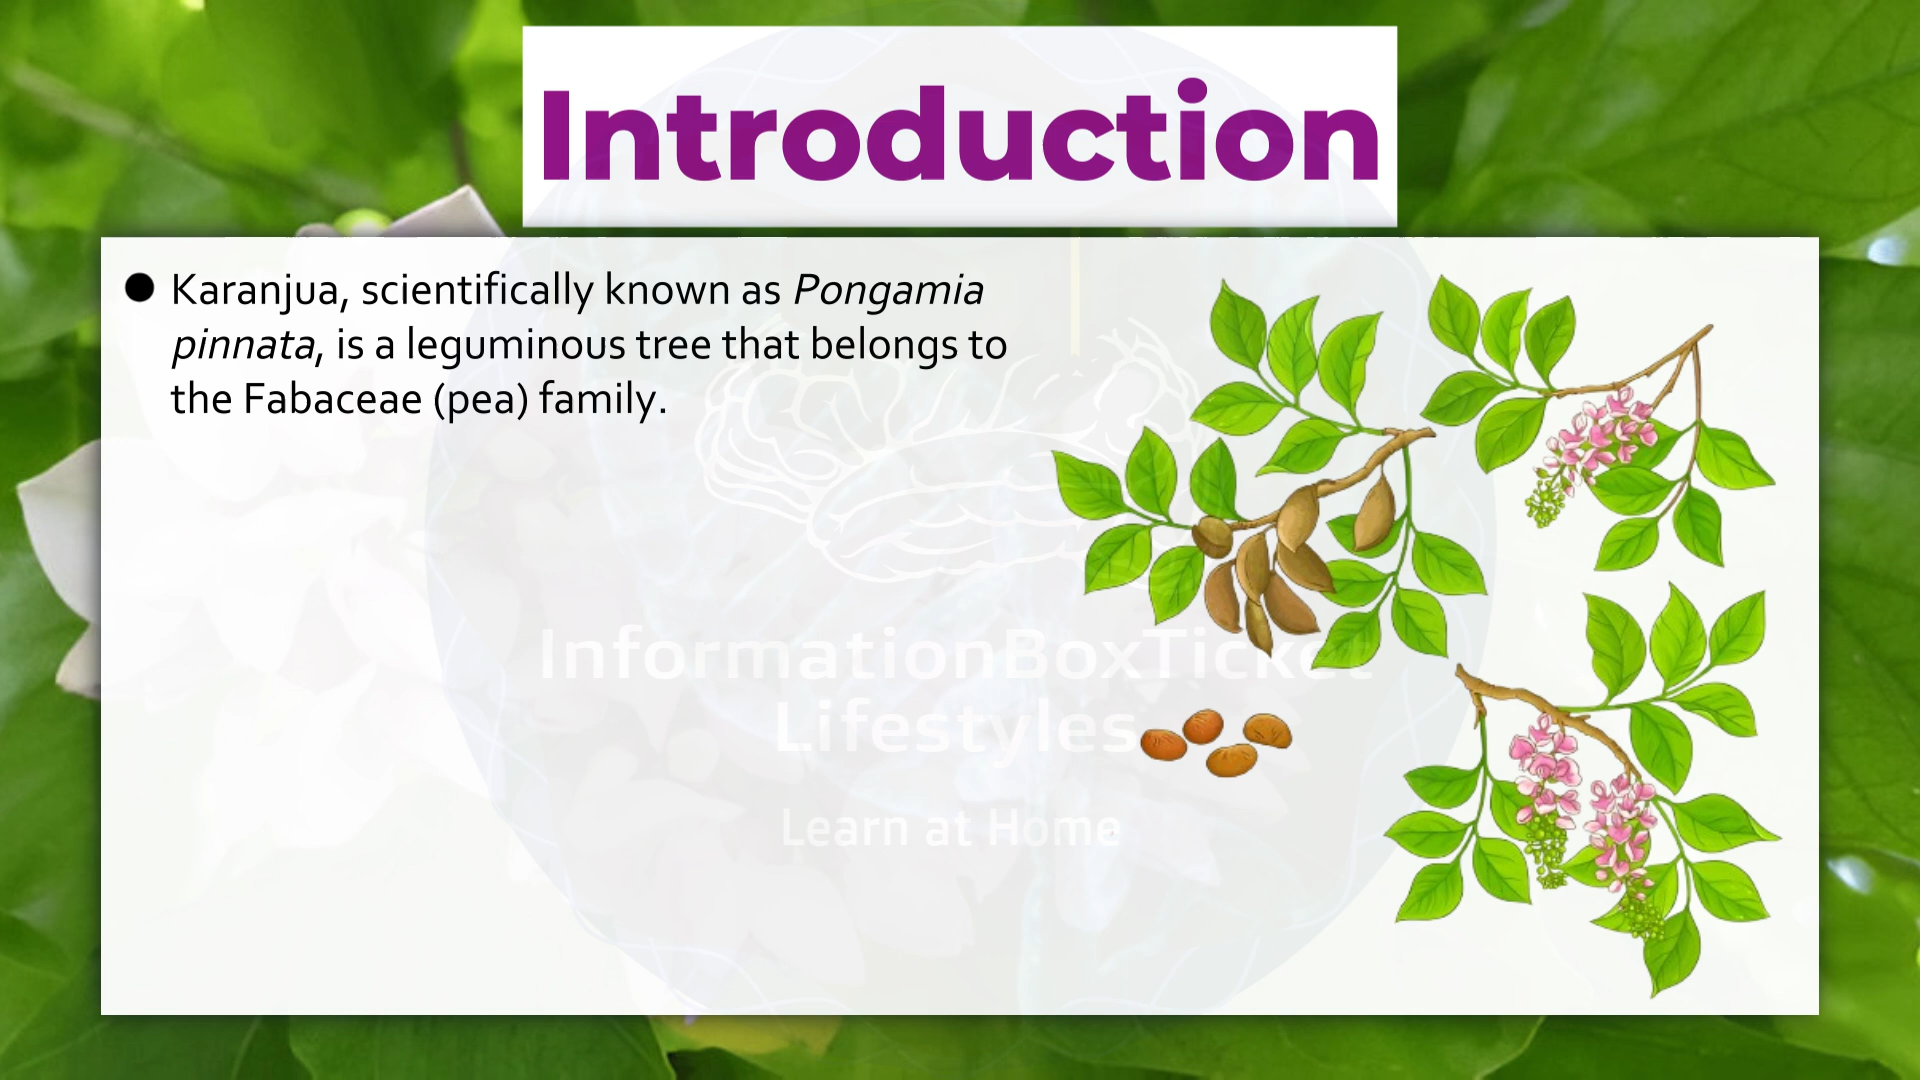 Introduction
● Karanjua, scientifically known as Pongamia
pinnata, is a leguminous tree that belongs to
the Fabaceae (pea) family.
InformationBoxTicket
Lifestyles
Learn at Home